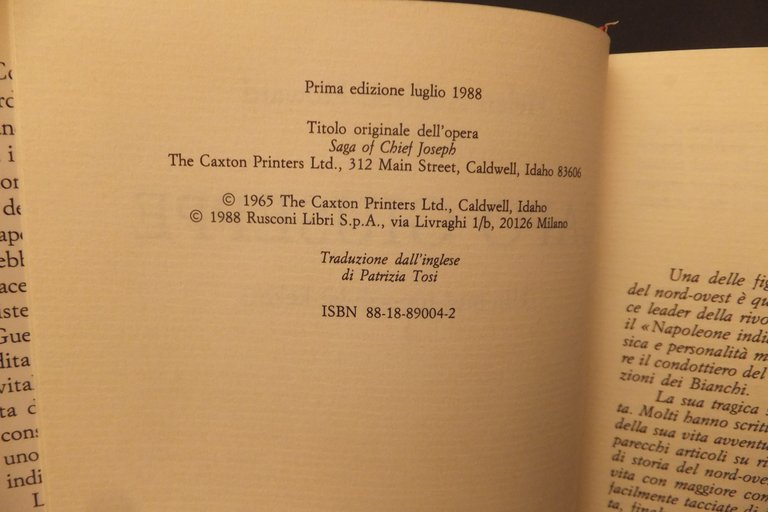 Prima edizione luglio 1988
Titolo originale dell'opera
Saga of Chief Joseph
The Caxton Printers Ltd., 312 Main Street, Caldwell, Idaho 83606
© 1965 The Caxton Printers Ltd., Caldwell, Idaho
© 1988 Rusconi Libri S.p.A., via Livraghi 1/b, 20126 Milano
Traduzione dall'inglese
di Patrizia Tosi
ISBN 88-18-89004-2
Una delle fig
del nord-ovest è qu
ce leader della rivo
il «Napoleone indi
sica e personalità m
re il condottiero del
zioni dei Bianchi.
La sua tragica
ta. Molti hanno scritt
della sua vita avventu
parecchi articoli su ri
di storia del nord-ove
vita con maggiore com
facilmente tacciate di
ta, final